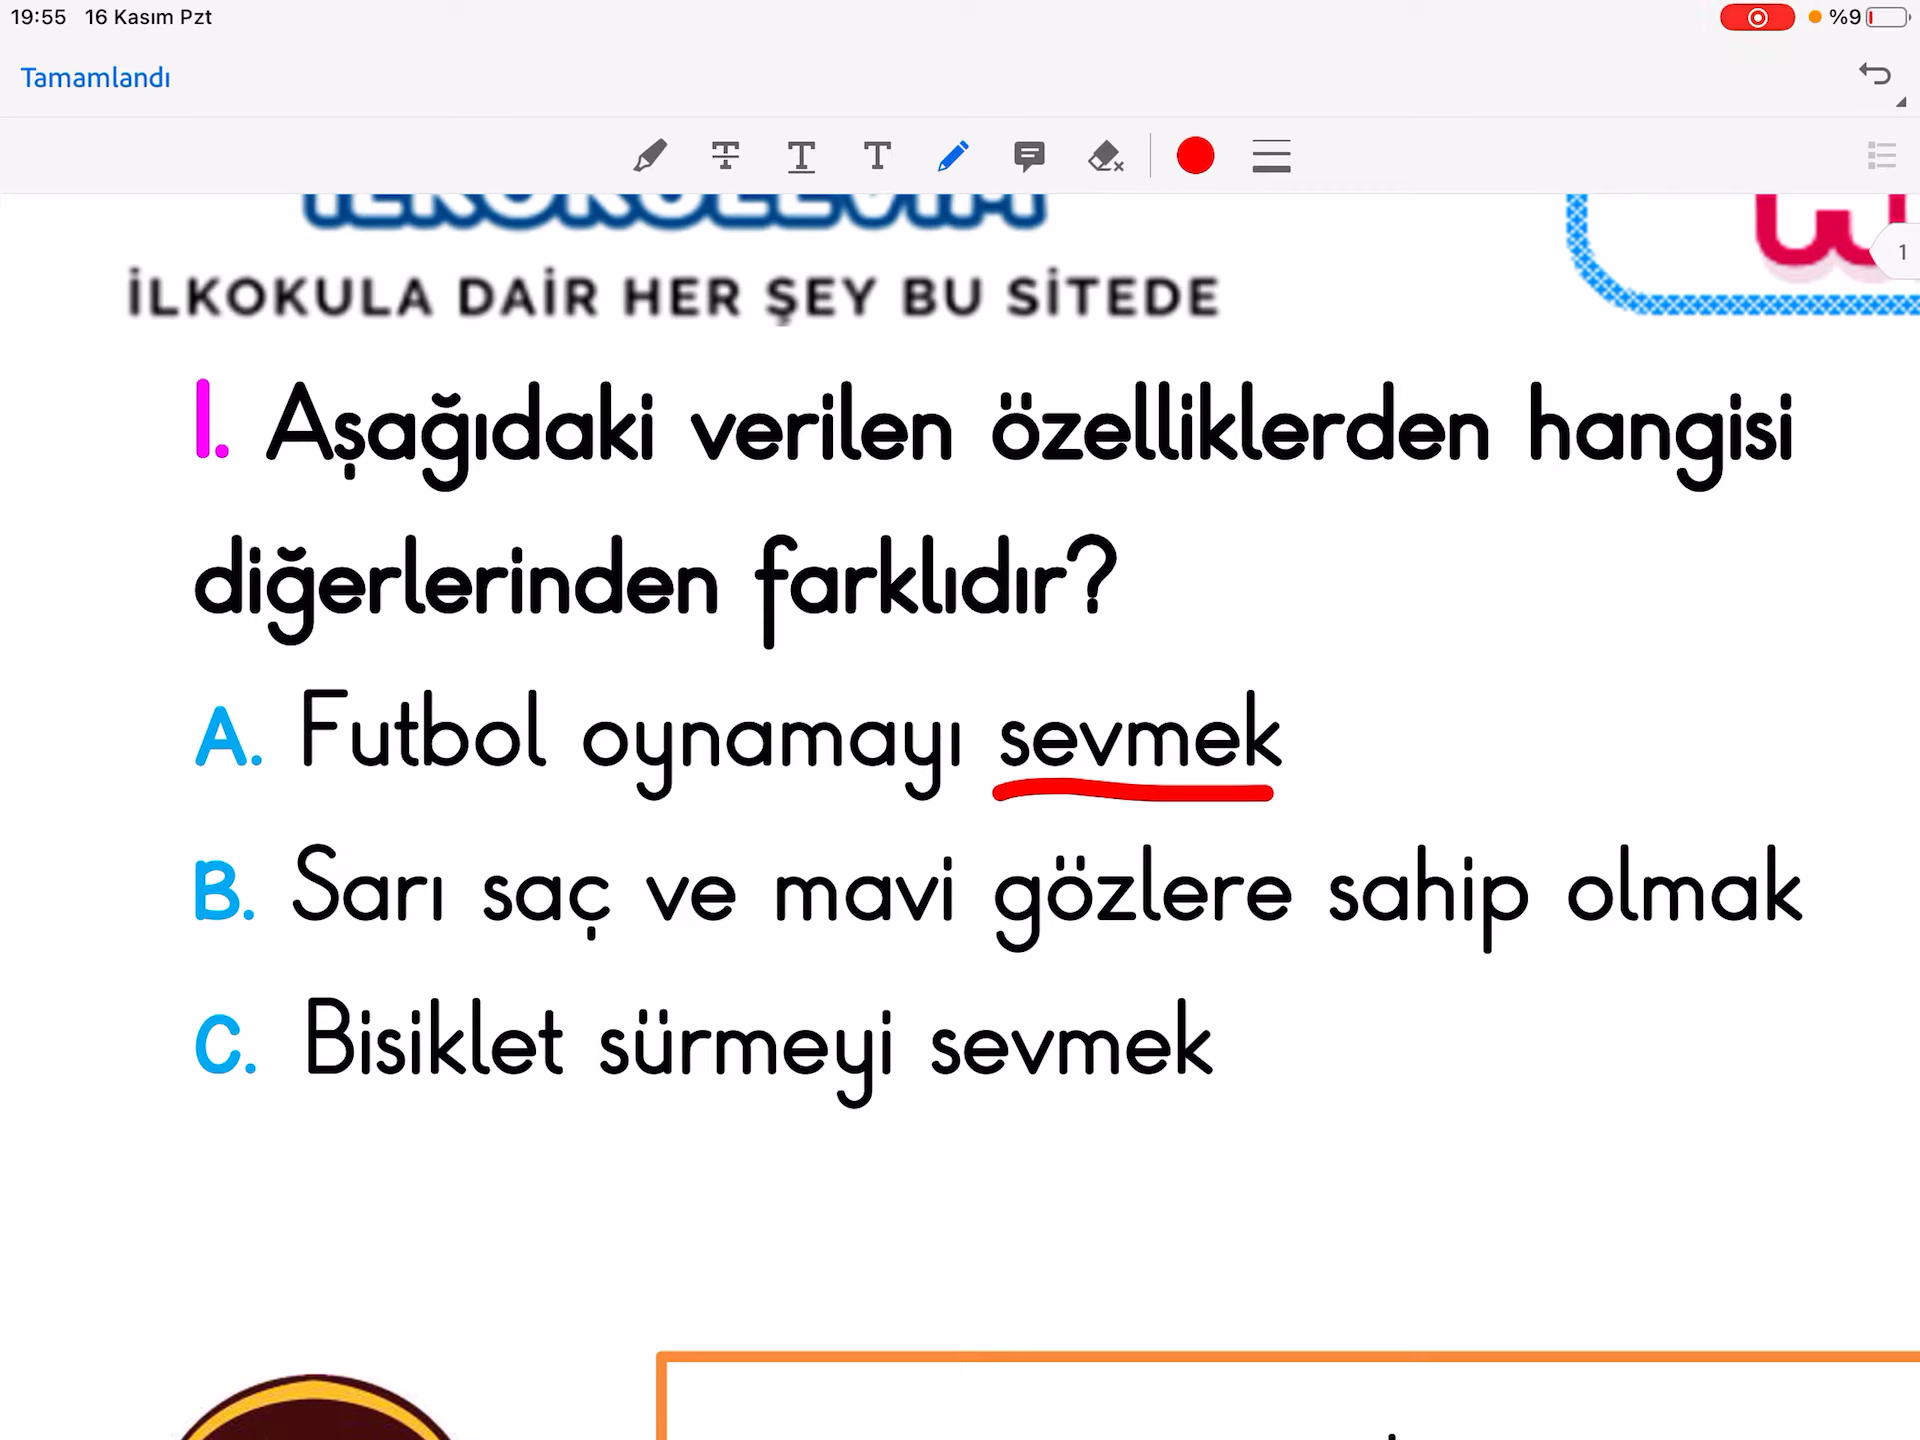 19:55 16 Kasım Pzt %9
Tamamlandı
1
İLKOKULA DAİR HER ŞEY BU SİTEDE
1. Aşağıdaki verilen özelliklerden hangisi
diğerlerinden farklıdır?
A. Futbol oynamayı sevmek
B. Sarı saç ve mavi gözlere sahip olmak
C. Bisiklet sürmeyi sevmek